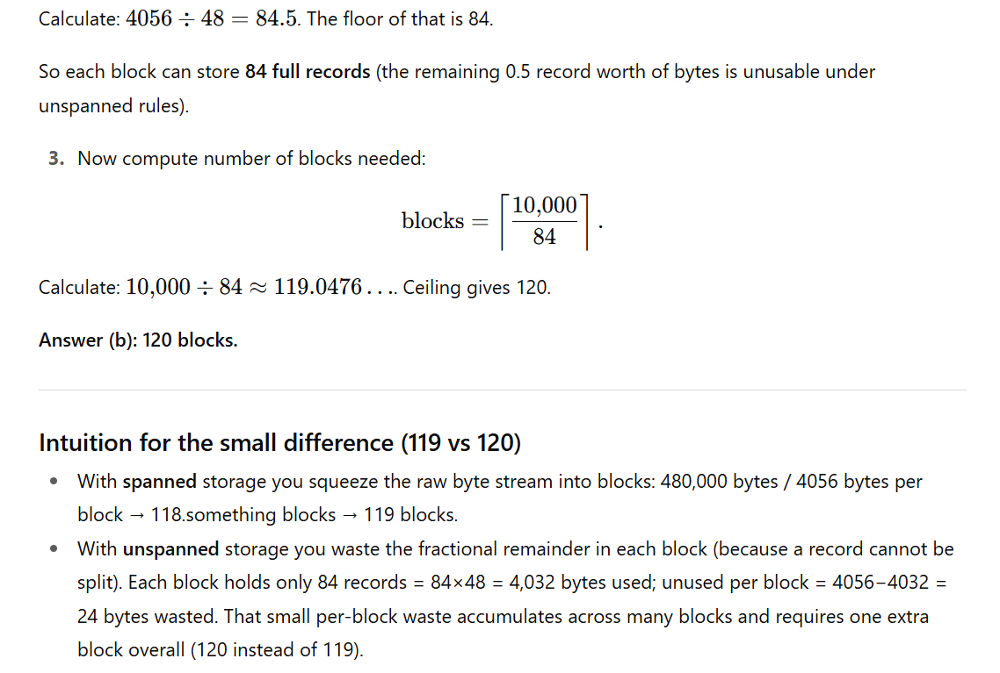 Calculate: 4056 ÷ 48 = 84.5. The floor of that is 84.
So each block can store 84 full records (the remaining 0.5 record worth of bytes is unusable under
unspanned rules).
3. Now compute number of blocks needed:
blocks = ⌈10,000/84⌉.
Calculate: 10,000 ÷ 84 ≈ 119.0476 . . .. Ceiling gives 120.
Answer (b): 120 blocks.
Intuition for the small difference (119 vs 120)
• With spanned storage you squeeze the raw byte stream into blocks: 480,000 bytes / 4056 bytes per
block → 118.something blocks → 119 blocks.
• With unspanned storage you waste the fractional remainder in each block (because a record cannot be
split). Each block holds only 84 records = 84×48 = 4,032 bytes used; unused per block = 4056−4032 =
24 bytes wasted. That small per-block waste accumulates across many blocks and requires one extra
block overall (120 instead of 119).